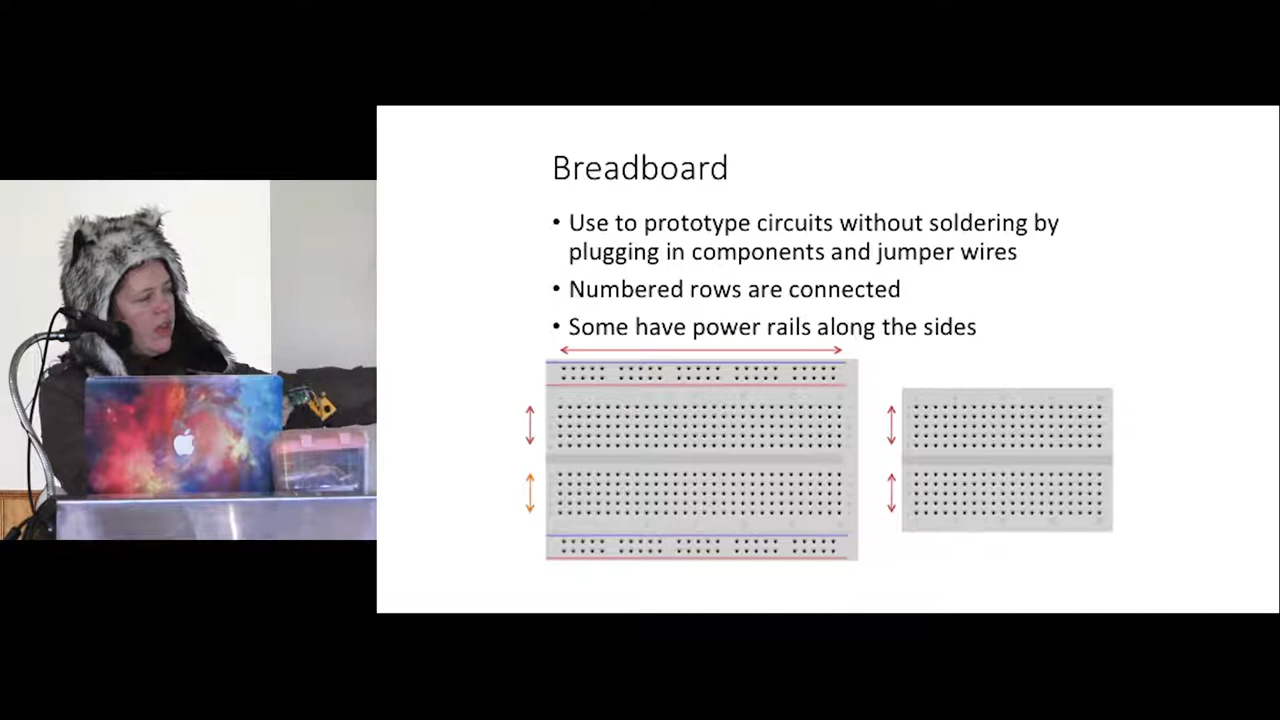 Breadboard
• Use to prototype circuits without soldering by
plugging in components and jumper wires
• Numbered rows are connected
• Some have power rails along the sides